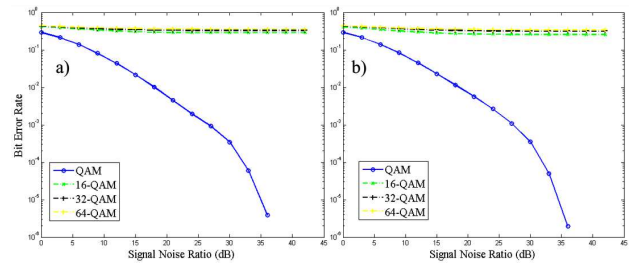 Bit Error Rate
10^0
10^-1
10^-2
10^-3
10^-4
10^-5
10^-6
a)
QAM
16-QAM
32-QAM
64-QAM
0 5 10 15 20 25 30 35 40 45
Signal Noise Ratio (dB)
10^0
10^-1
10^-2
10^-3
10^-4
10^-5
10^-6
b)
QAM
16-QAM
32-QAM
64-QAM
0 5 10 15 20 25 30 35 40 45
Signal Noise Ratio (dB)